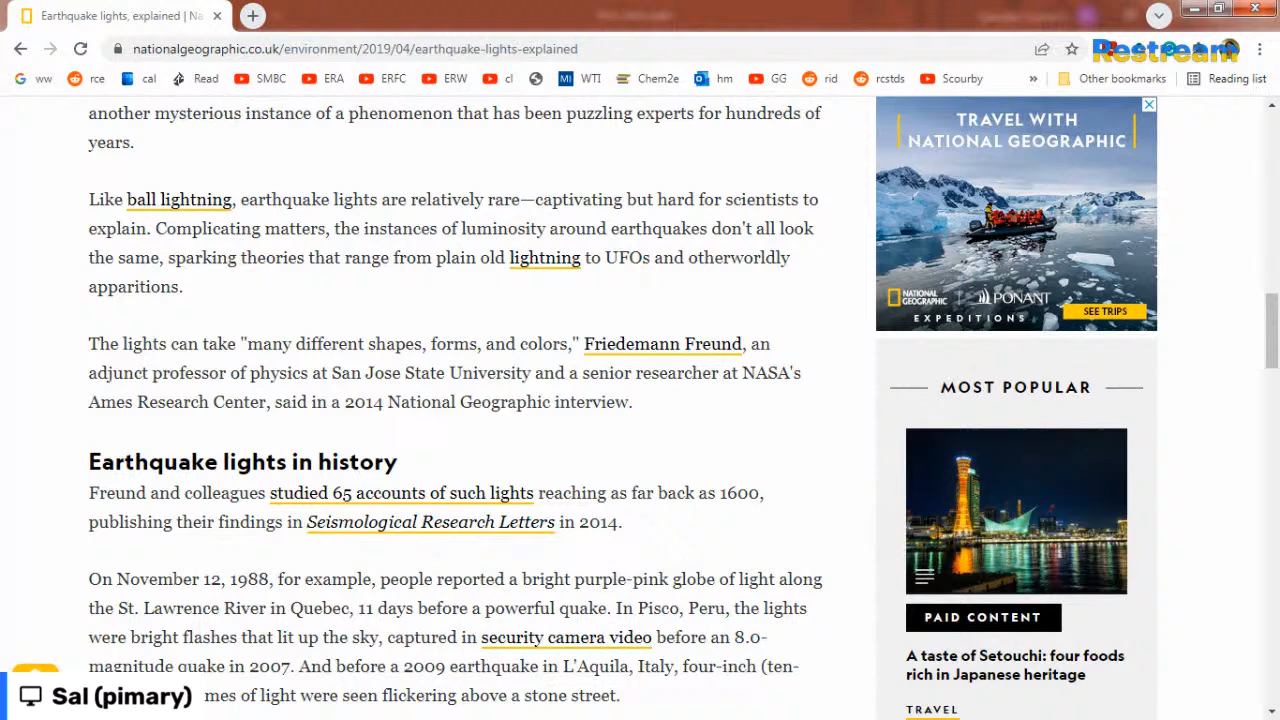 Earthquake lights, explained | Na
nationalgeographic.co.uk/environment/2019/04/earthquake-lights-explained
Restream
ww
rce
cal
Read
SMBC
ERA
ERFC
ERW
cl
WTI
Chem2e
hm
GG
rid
rcstds
Scourby
»
Other bookmarks
Reading list
another mysterious instance of a phenomenon that has been puzzling experts for hundreds of
years.
Like ball lightning, earthquake lights are relatively rare—captivating but hard for scientists to
explain. Complicating matters, the instances of luminosity around earthquakes don't all look
the same, sparking theories that range from plain old lightning to UFOs and otherworldly
apparitions.
The lights can take "many different shapes, forms, and colors," Friedemann Freund, an
adjunct professor of physics at San Jose State University and a senior researcher at NASA's
Ames Research Center, said in a 2014 National Geographic interview.
Earthquake lights in history
Freund and colleagues studied 65 accounts of such lights reaching as far back as 1600,
publishing their findings in Seismological Research Letters in 2014.
On November 12, 1988, for example, people reported a bright purple-pink globe of light along
the St. Lawrence River in Quebec, 11 days before a powerful quake. In Pisco, Peru, the lights
were bright flashes that lit up the sky, captured in security camera video before an 8.0-
magnitude quake in 2007. And before a 2009 earthquake in L'Aquila, Italy, four-inch (ten-
mes of light were seen flickering above a stone street.
Sal (pimary)
TRAVEL WITH
NATIONAL GEOGRAPHIC
NATIONAL
GEOGRAPHIC
PONANT
EXPEDITIONS
SEE TRIPS
MOST POPULAR
PAID CONTENT
A taste of Setouchi: four foods
rich in Japanese heritage
TRAVEL